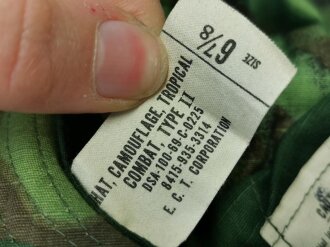 SIZE
6 7/8
HAT, CAMOUFLAGE, TROPICAL
COMBAT, TYPE II
DSA-100-69-C-0225
8415-935-3314
E. C. T. CORPORATION